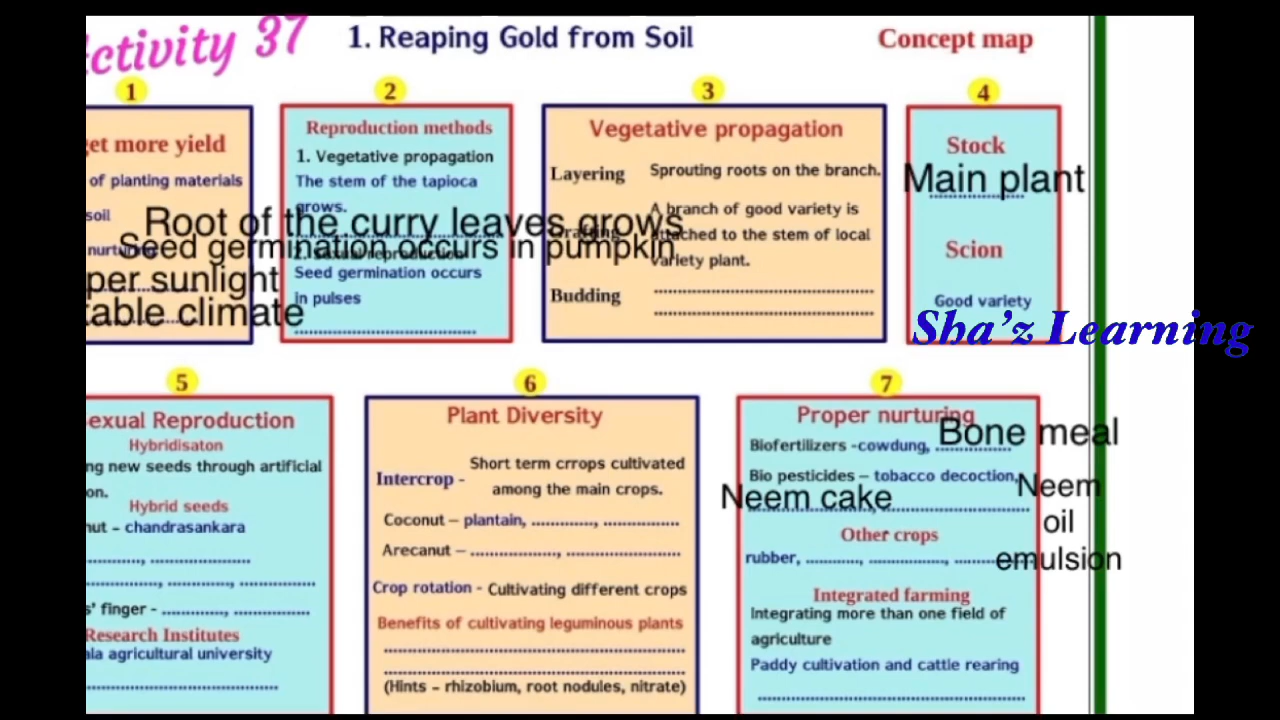 ctivity 37
1. Reaping Gold from Soil
Concept map
1
get more yield
of planting materials
soil
nurturing
per sunlight
table climate
2
Reproduction methods
1. Vegetative propagation
The stem of the tapioca
grows.
Root of the curry leaves grows
2. Sexual reproduction
Seed germination occurs in pumpkin
Seed germination occurs
in pulses
3
Vegetative propagation
Layering Sprouting roots on the branch.
Grafting A branch of good variety is
attached to the stem of local
variety plant.
Budding
4
Stock
Main plant
Scion
Good variety
Sha'z Learning
5
Sexual Reproduction
Hybridisaton
ng new seeds through artificial
on.
Hybrid seeds
nut – chandrasankara
..............., ...........................
..............., .............., .....................
s' finger - ............., .....................
Research Institutes
ala agricultural university
6
Plant Diversity
Intercrop - Short term crrops cultivated
among the main crops.
Coconut – plantain, .............., .................
Arecanut – ....................., .........................
Crop rotation - Cultivating different crops
Benefits of cultivating leguminous plants
(Hints – rhizobium, root nodules, nitrate)
7
Proper nurturing
Biofertilizers -cowdung, ................
Bone meal
Bio pesticides – tobacco decoction,
Neem cake
Neem
oil
emulsion
Other crops
rubber, ............, ................., .................
Integrated farming
Integrating more than one field of
agriculture
Paddy cultivation and cattle rearing